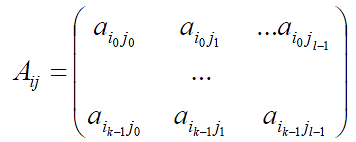 a_{i_0 j_0} a_{i_0 j_1} ...a_{i_0 j_{l-1}}
A_{ij} = ( ... )
a_{i_{k-1} j_0} a_{i_{k-1} j_1} a_{i_{k-1} j_{l-1}}